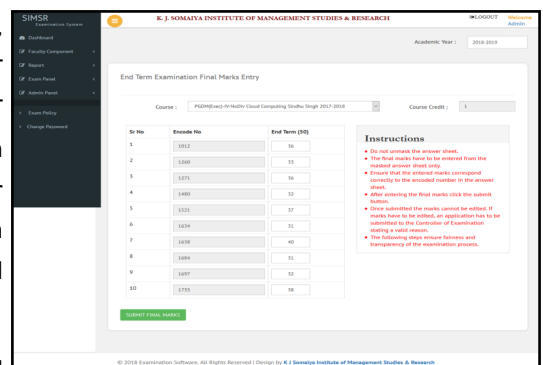 SIMSR
Examination System
K. J. SOMAIYA INSTITUTE OF MANAGEMENT STUDIES & RESEARCH
LOGOUT
Welcome
Admin
Dashboard
Faculty Component
Report
Exam Panel
Admin Panel
Exam Policy
Change Password
Academic Year : 2018-2019
End Term Examination Final Marks Entry
Course : PGDM(Exec)-IV-NoDiv Cloud Computing Sindhu Singh 2017-2018
Course Credit : 1
Sr No Encode No End Term (50)
1 1012 36
2 1260 33
3 1271 36
4 1480 32
5 1521 37
6 1634 31
7 1638 40
8 1684 31
9 1697 32
10 1755 38
Instructions
Do not unmask the answer sheet.
The final marks have to be entered from the
masked answer sheet only.
Ensure that the entered marks correspond
correctly to the encoded number in the answer
sheet.
After entering the final marks click the submit
button.
Once submitted the marks cannot be edited. If
marks have to be edited, an application has to be
submitted to the Controller of Examination
stating a valid reason.
The following steps ensure fairness and
transparency of the examination process.
SUBMIT FINAL MARKS
© 2018 Examination Software. All Rights Reserved | Design by K.J Somaiya Institute of Management Studies & Research